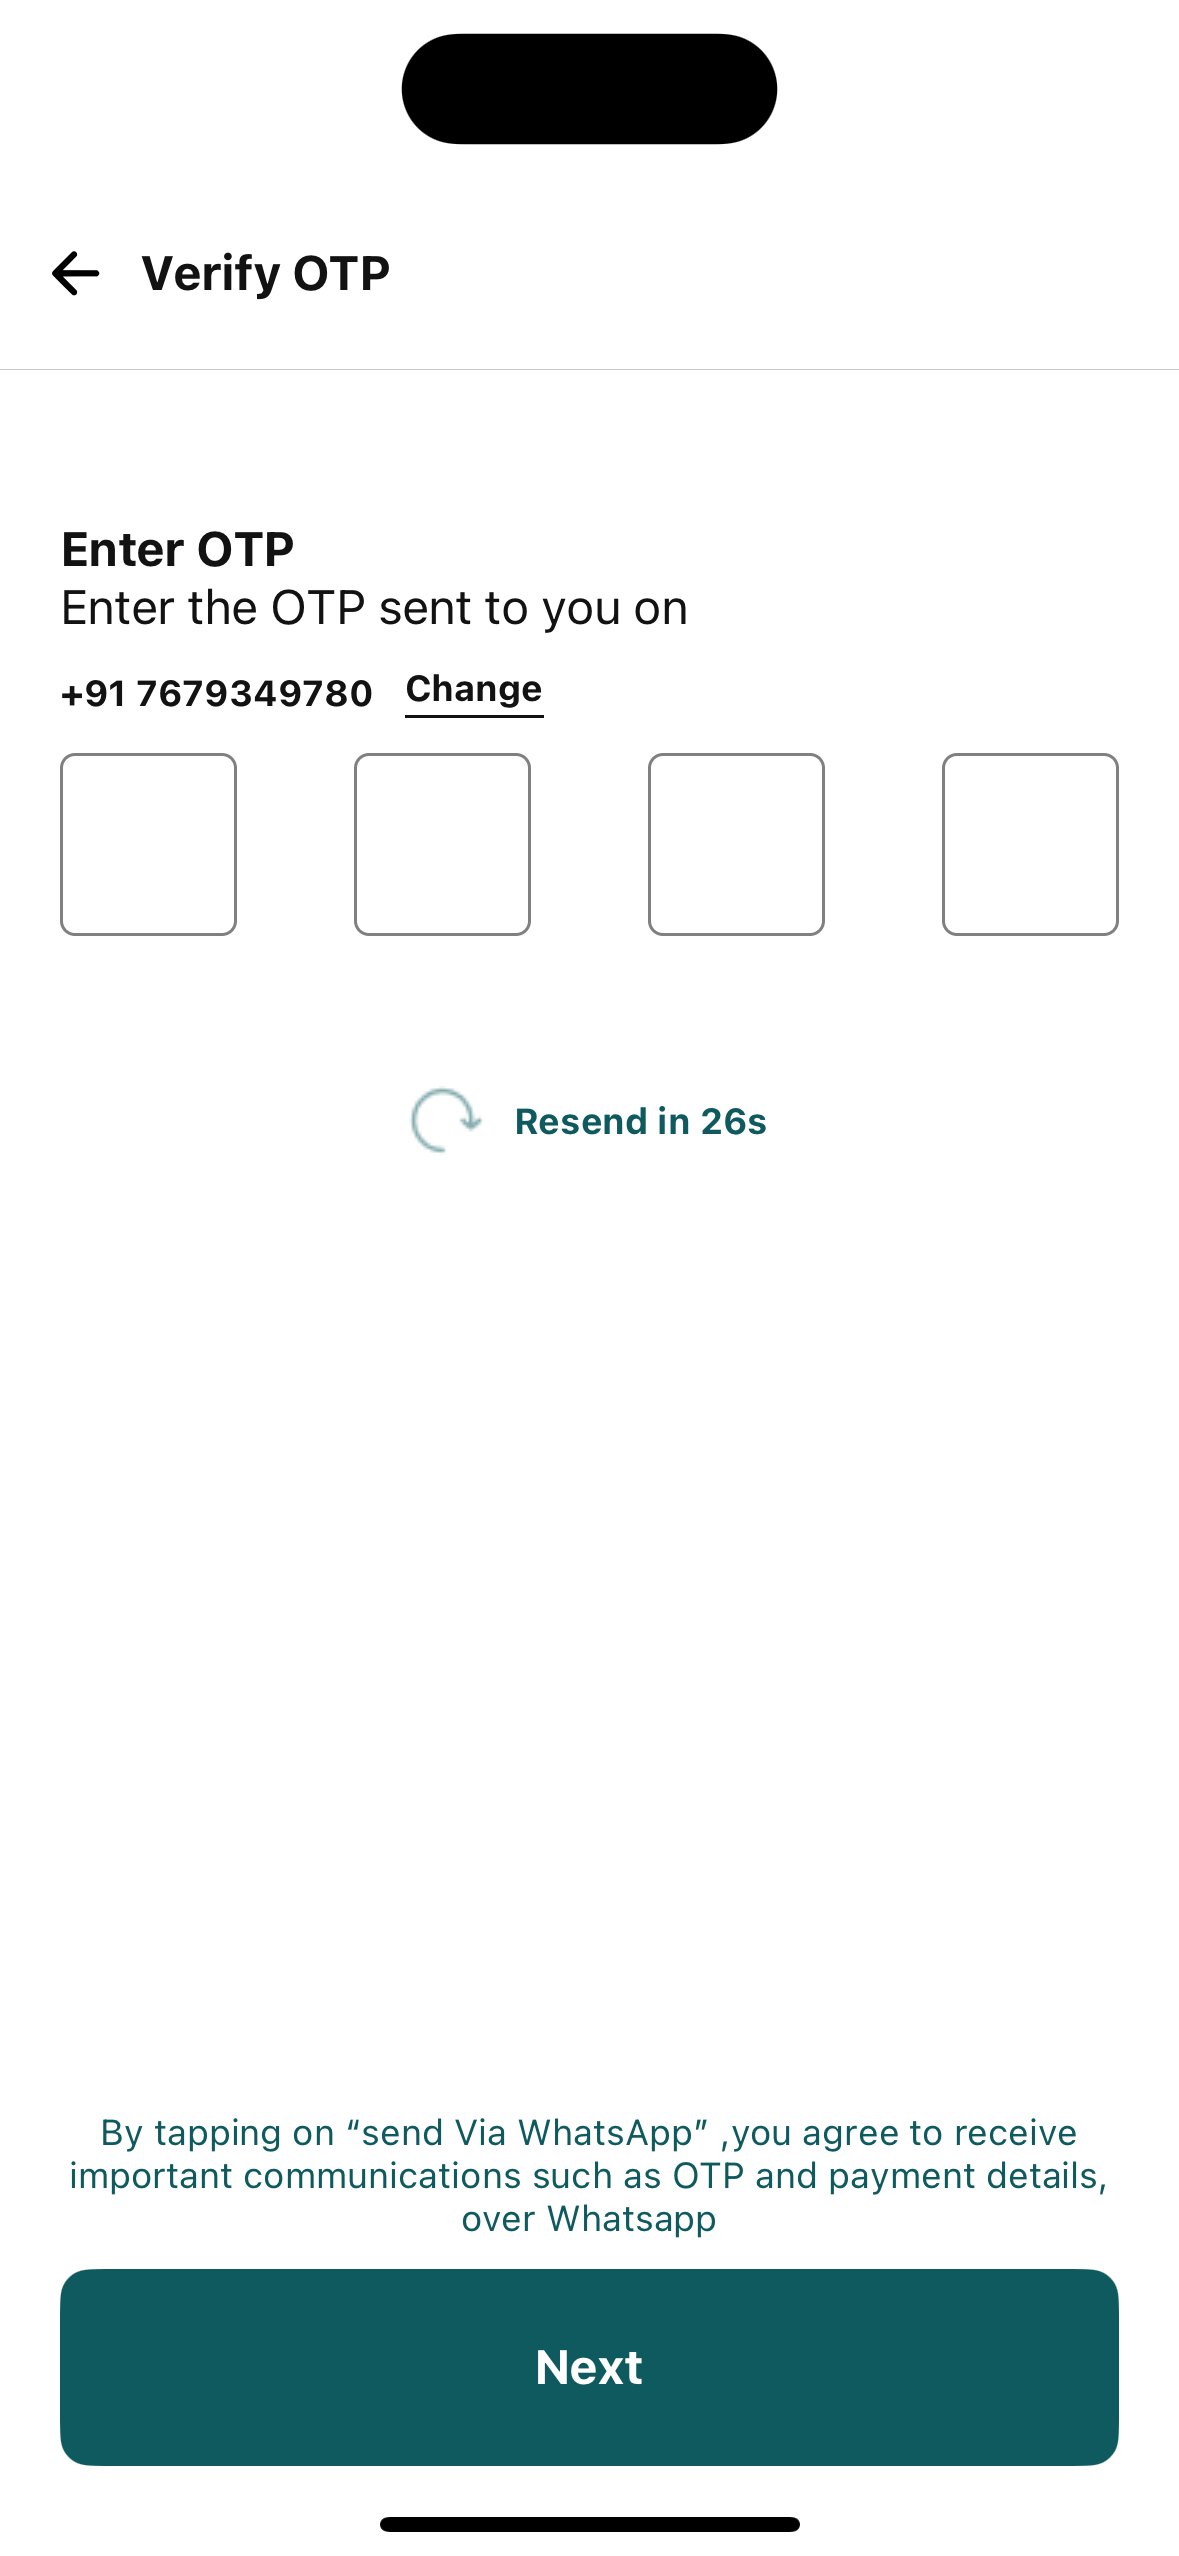 Verify OTP
Enter OTP
Enter the OTP sent to you on
+91 7679349780 Change
Resend in 26s
By tapping on “send Via WhatsApp” ,you agree to receive
important communications such as OTP and payment details,
over Whatsapp
Next